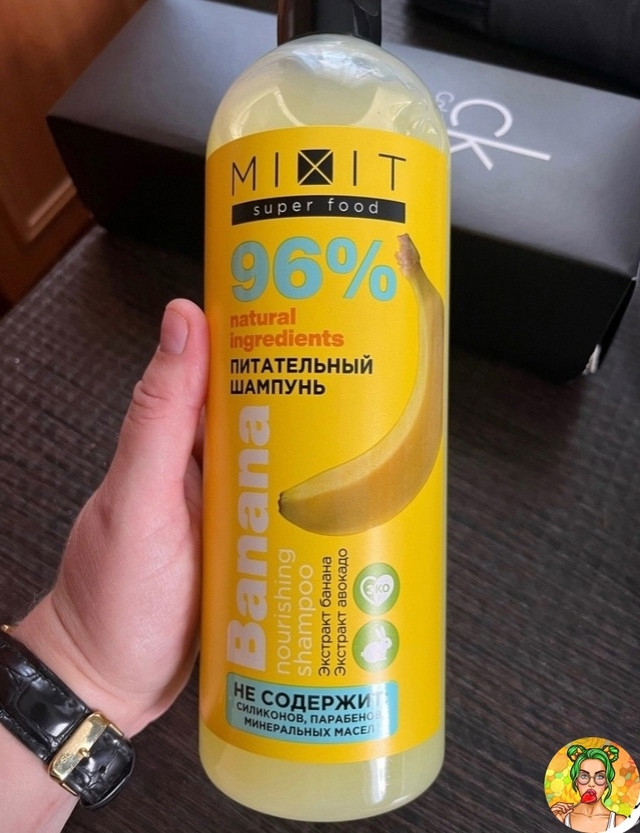 MIXIT
super food
96%
natural
ingredients
ПИТАТЕЛЬНЫЙ
ШАМПУНЬ
Banana
nourishing
shampoo
Экстракт банана
Экстракт авокадо
ЭКО
НЕ СОДЕРЖИТ:
СИЛИКОНОВ, ПАРАБЕНОВ,
МИНЕРАЛЬНЫХ МАСЕЛ
ck